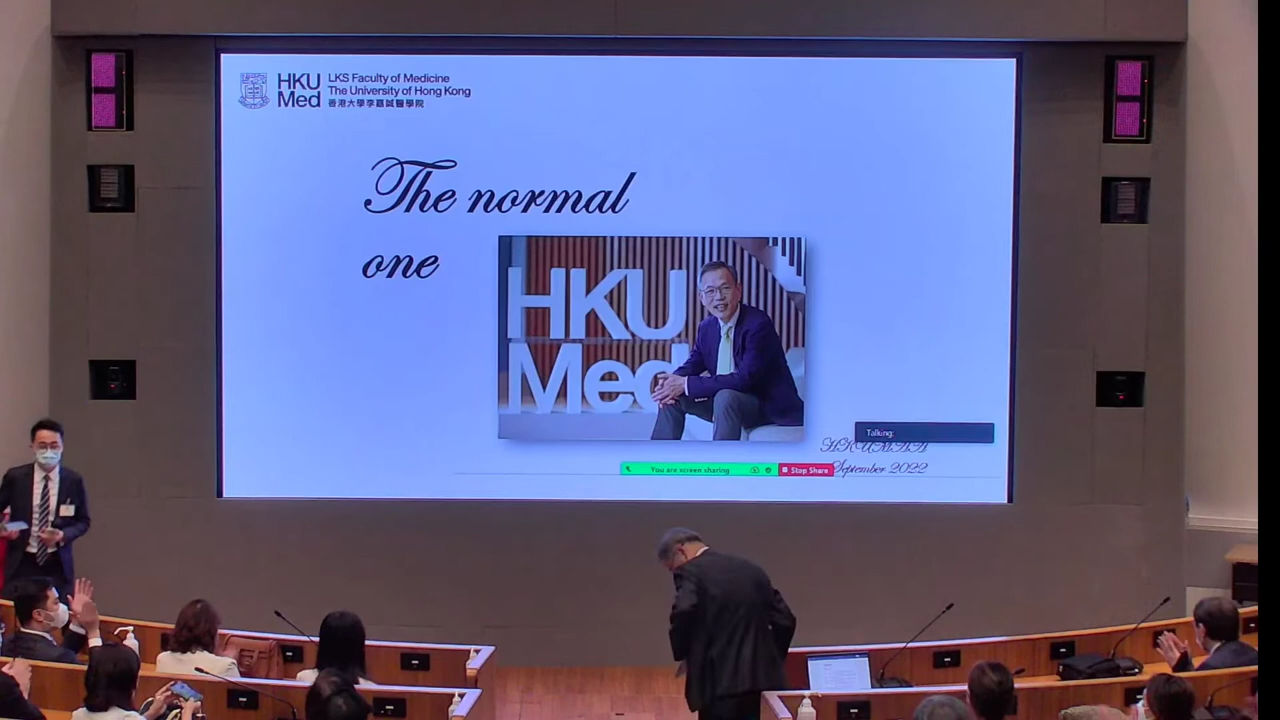 HKU
Med
LKS Faculty of Medicine
The University of Hong Kong
香港大學李嘉誠醫學院
The normal
one
HKU
Med
Talking:
HKUMAA
You are screen sharing
Stop Share
September 2022